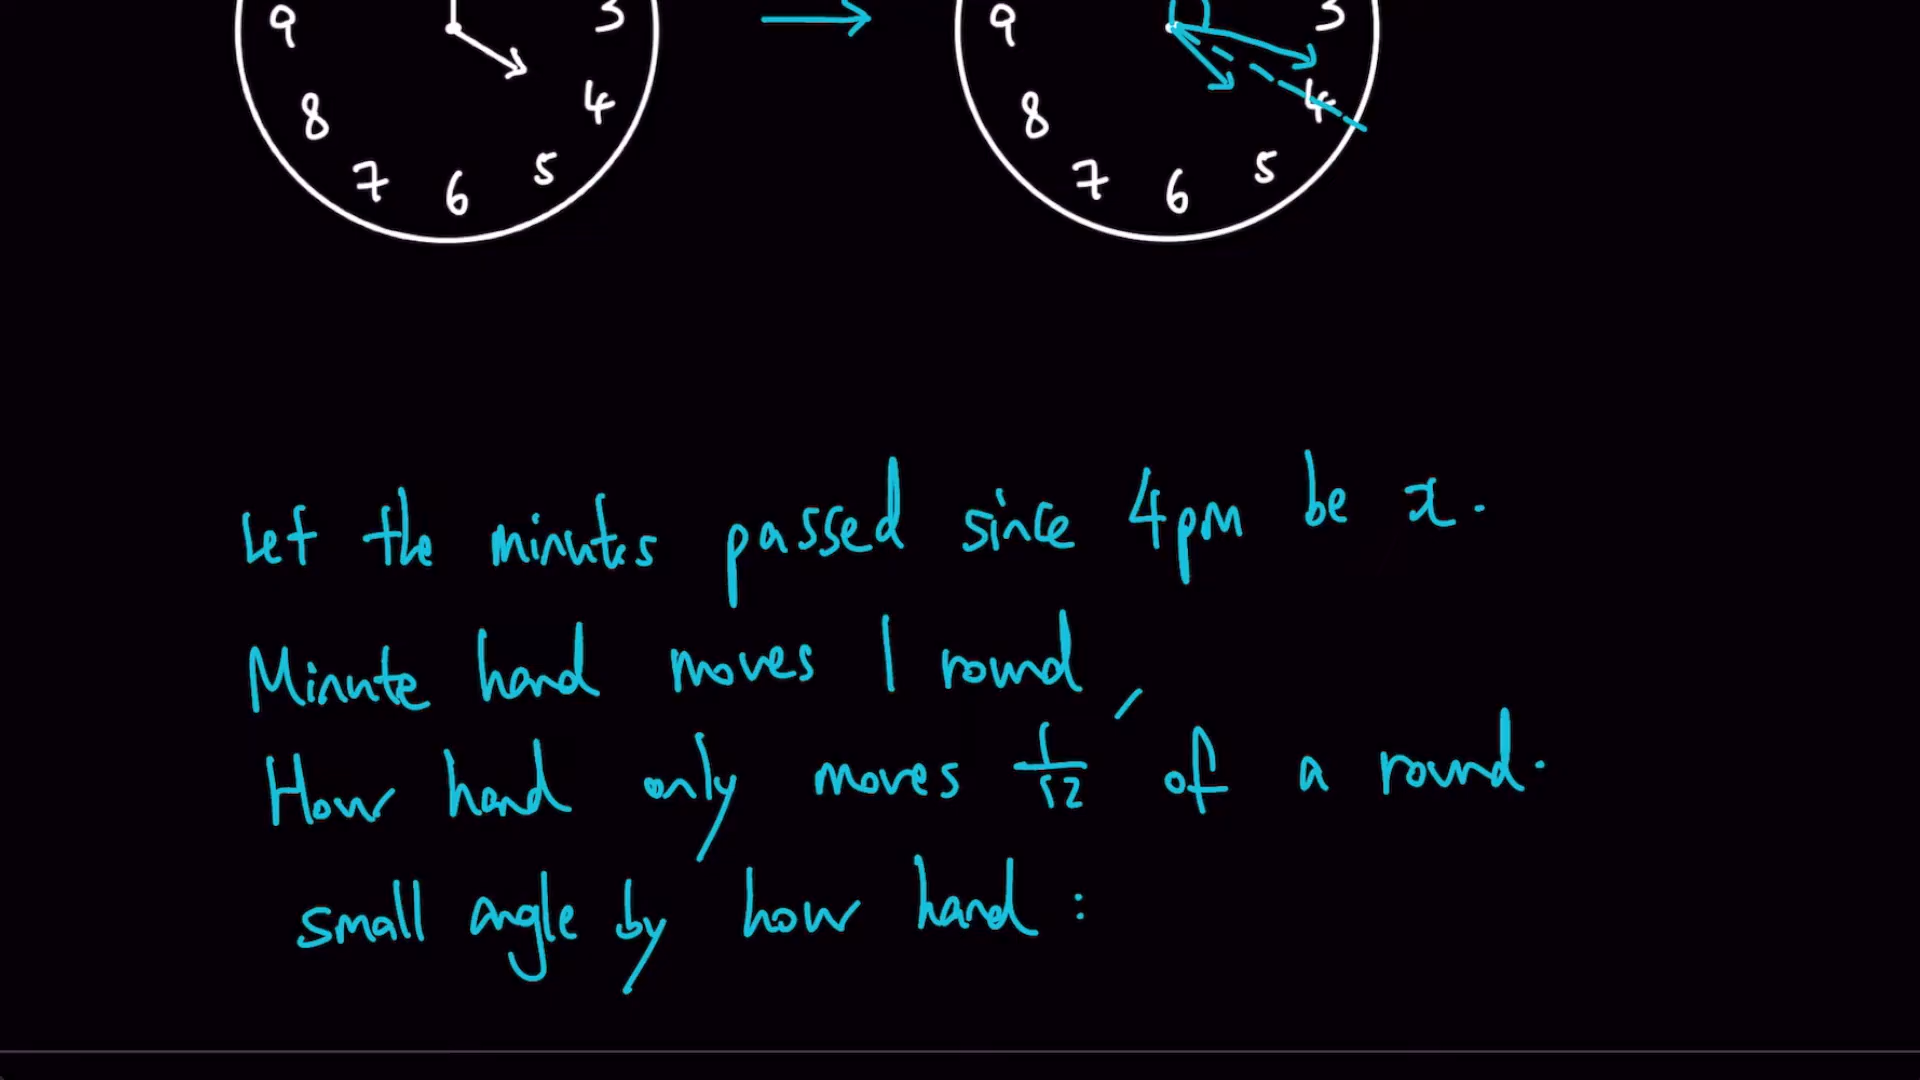 9 3 9 3
8 4 8 4
7 6 5 7 6 5
Let the minutes passed since 4pm be x.
Minute hand moves 1 round,
Hour hand only moves 1/12 of a round.
small angle by hour hand: